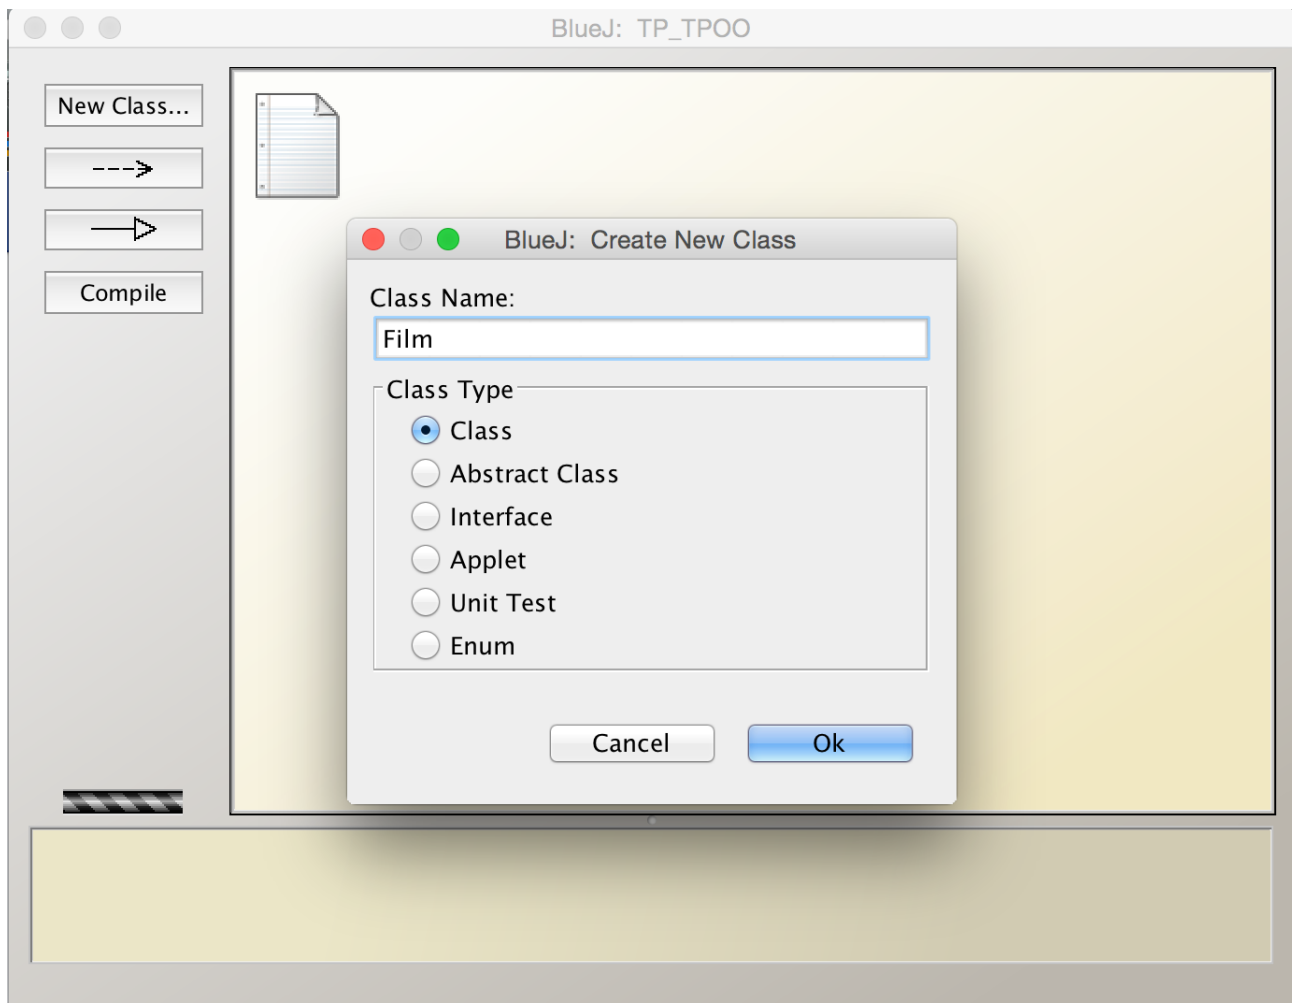 BlueJ: TP_TPOO
New Class...
Compile
BlueJ: Create New Class
Class Name:
Film
Class Type
Class
Abstract Class
Interface
Applet
Unit Test
Enum
Cancel
Ok